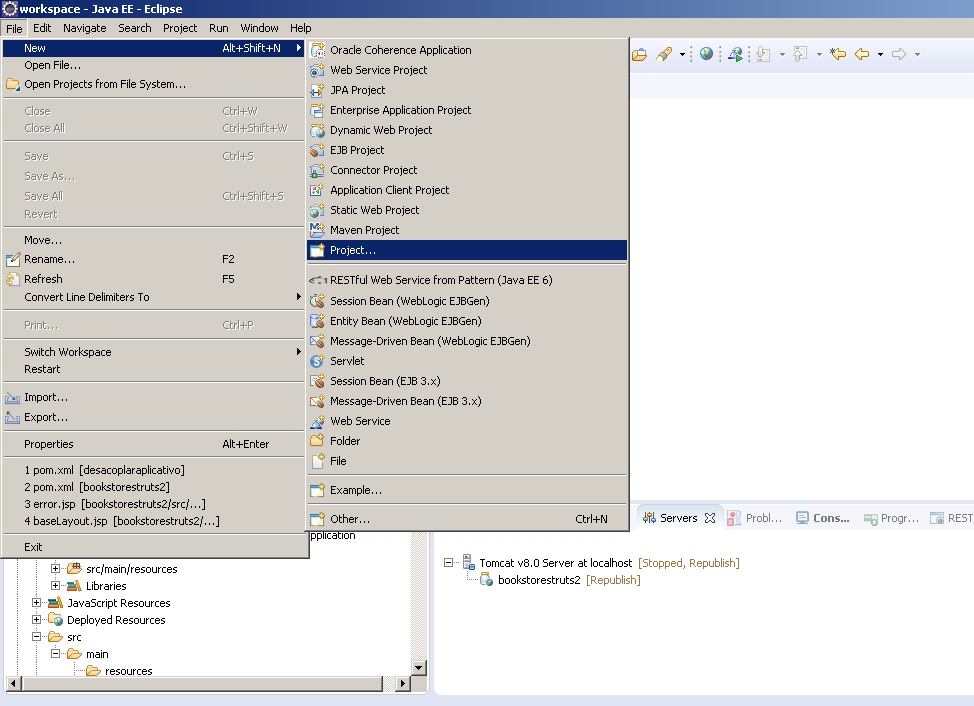 workspace - Java EE - Eclipse
File Edit Navigate Search Project Run Window Help
New Alt+Shift+N
Open File...
Open Projects from File System...
Close Ctrl+W
Close All Ctrl+Shift+W
Save Ctrl+S
Save As...
Save All Ctrl+Shift+S
Revert
Move...
Rename... F2
Refresh F5
Convert Line Delimiters To
Print... Ctrl+P
Switch Workspace
Restart
Import...
Export...
Properties Alt+Enter
1 pom.xml [desacoplaraplicativo]
2 pom.xml [bookstorestruts2]
3 error.jsp [bookstorestruts2/src/...]
4 baseLayout.jsp [bookstorestruts2/...]
Exit
Oracle Coherence Application
Web Service Project
JPA Project
Enterprise Application Project
Dynamic Web Project
EJB Project
Connector Project
Application Client Project
Static Web Project
Maven Project
Project...
RESTful Web Service from Pattern (Java EE 6)
Session Bean (WebLogic EJBGen)
Entity Bean (WebLogic EJBGen)
Message-Driven Bean (WebLogic EJBGen)
Servlet
Session Bean (EJB 3.x)
Message-Driven Bean (EJB 3.x)
Web Service
Folder
File
Example...
Other... Ctrl+N
pplication
src/main/resources
Libraries
JavaScript Resources
Deployed Resources
src
main
resources
Servers Probl... Cons... Progr... REST
Tomcat v8.0 Server at localhost [Stopped, Republish]
bookstorestruts2 [Republish]